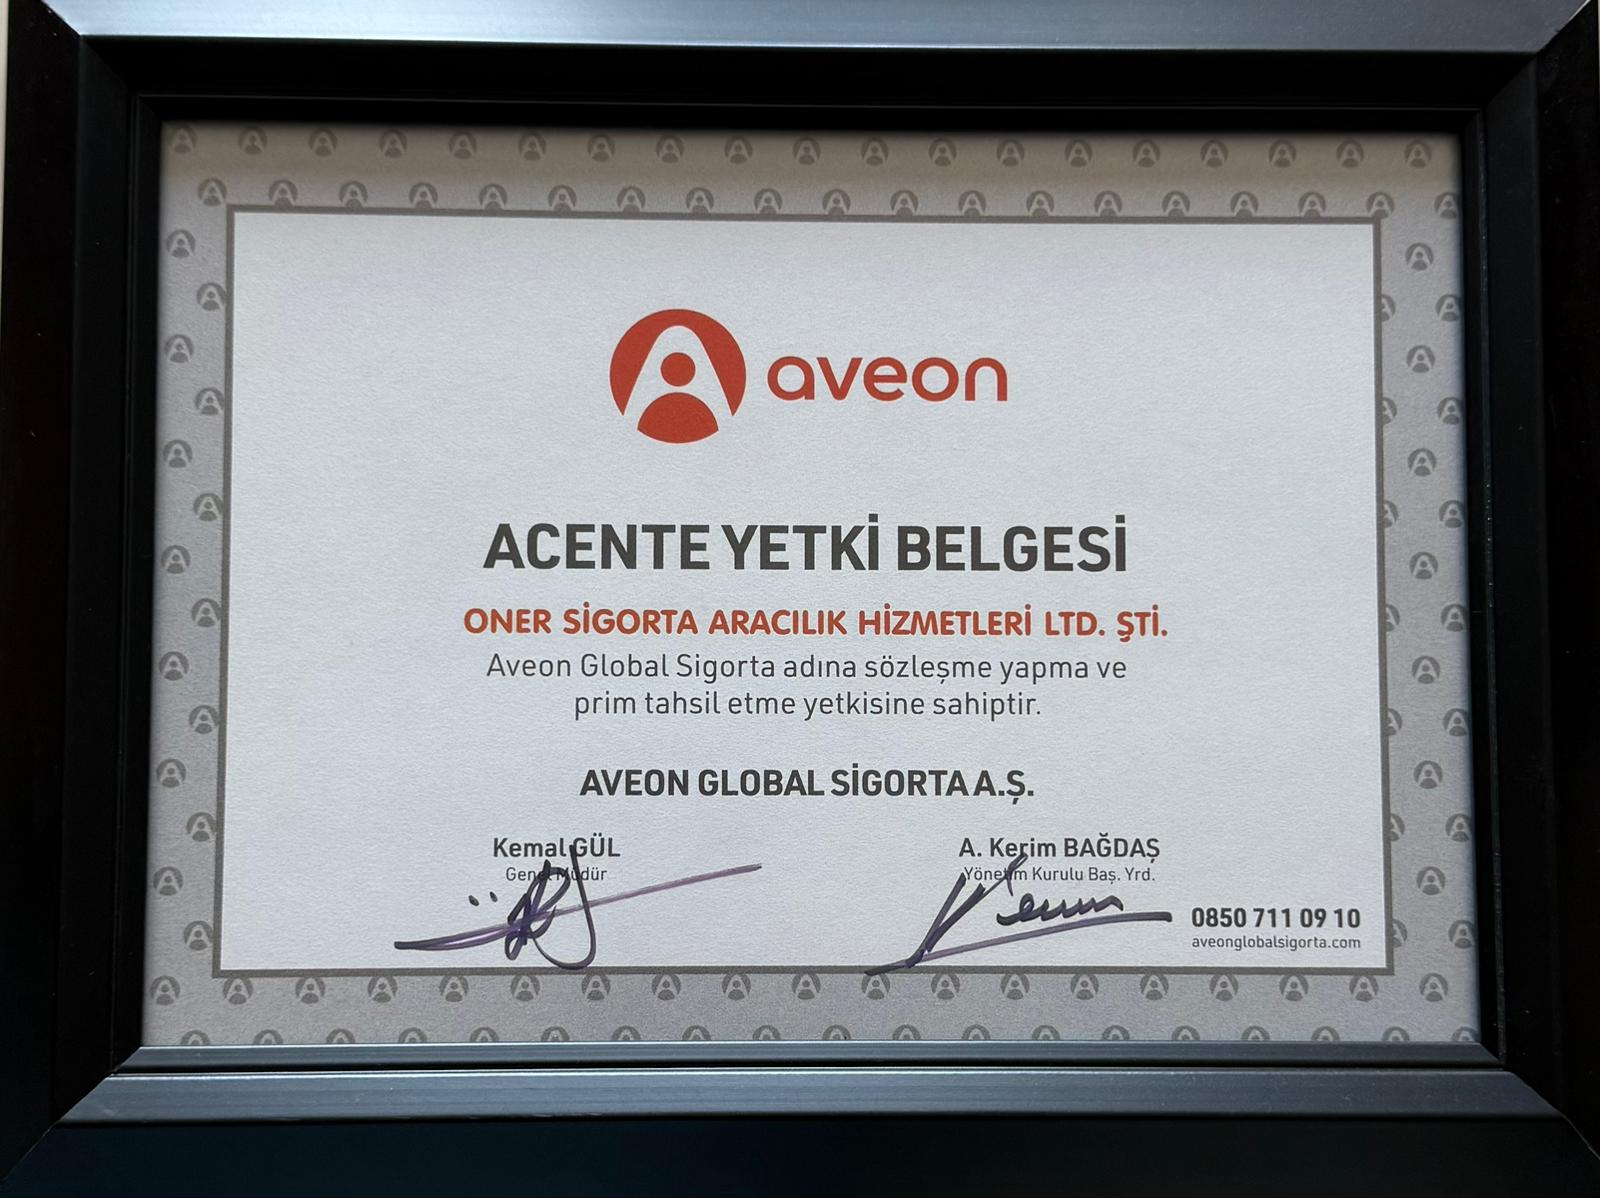 aveon
ACENTE YETKİ BELGESİ
ONER SİGORTA ARACILIK HİZMETLERİ LTD. ŞTİ.
Aveon Global Sigorta adına sözleşme yapma ve
prim tahsil etme yetkisine sahiptir.
AVEON GLOBAL SİGORTA A.Ş.
Kemal GÜL
Genel Müdür
A. Kerim BAĞDAŞ
Yönetim Kurulu Baş. Yrd.
0850 711 09 10
aveonglobalsigorta.com